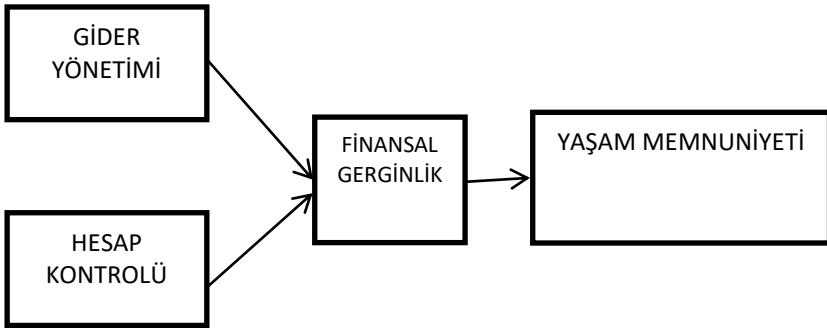 GİDER
YÖNETİMİ
FİNANSAL
GERGİNLİK
YAŞAM MEMNUNİYETİ
HESAP
KONTROLÜ